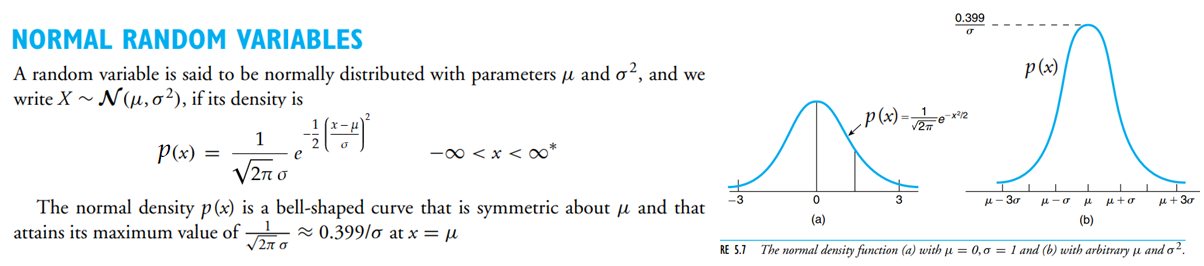 NORMAL RANDOM VARIABLES
A random variable is said to be normally distributed with parameters μ and σ², and we
write X ~ 𝒩(μ, σ²), if its density is
p(x) = 1/(√2π σ) e^{-1/2((x-μ)/σ)²}   -∞ < x < ∞*
The normal density p(x) is a bell-shaped curve that is symmetric about μ and that
attains its maximum value of 1/(√2π σ) ≈ 0.399/σ at x = μ
p(x) = 1/√2π e^{-x²/2}
-3 0 3
(a)
0.399/σ
p(x)
μ - 3σ μ - σ μ μ + σ μ + 3σ
(b)
RE 5.7 The normal density function (a) with μ = 0, σ = 1 and (b) with arbitrary μ and σ².